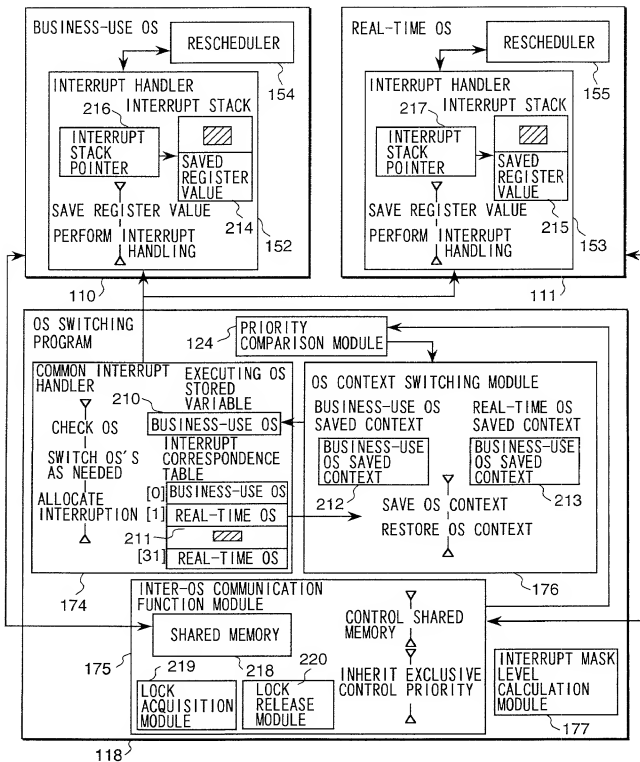 BUSINESS-USE OS
RESCHEDULER
154
INTERRUPT HANDLER
INTERRUPT STACK
216
INTERRUPT
STACK
POINTER
SAVED
REGISTER
VALUE
214
SAVE REGISTER VALUE
PERFORM INTERRUPT
HANDLING
152
110
REAL-TIME OS
RESCHEDULER
155
INTERRUPT HANDLER
INTERRUPT STACK
217
INTERRUPT
STACK
POINTER
SAVED
REGISTER
VALUE
215
SAVE REGISTER VALUE
PERFORM INTERRUPT
HANDLING
153
111
OS SWITCHING
PROGRAM
124
PRIORITY
COMPARISON MODULE
COMMON INTERRUPT
HANDLER
CHECK OS
SWITCH OS'S
AS NEEDED
ALLOCATE
INTERRUPTION
EXECUTING OS
STORED
VARIABLE
210
BUSINESS-USE OS
INTERRUPT
CORRESPONDENCE
TABLE
[0] BUSINESS-USE OS
[1] REAL-TIME OS
211
[31] REAL-TIME OS
174
OS CONTEXT SWITCHING MODULE
BUSINESS-USE OS
SAVED CONTEXT
BUSINESS-USE
OS SAVED
CONTEXT
212
REAL-TIME OS
SAVED CONTEXT
BUSINESS-USE
OS SAVED
CONTEXT
213
SAVE OS CONTEXT
RESTORE OS CONTEXT
176
INTER-OS COMMUNICATION
FUNCTION MODULE
SHARED MEMORY
218
175
219
LOCK
ACQUISITION
MODULE
220
LOCK
RELEASE
MODULE
CONTROL SHARED
MEMORY
INHERIT EXCLUSIVE
CONTROL PRIORITY
INTERRUPT MASK
LEVEL
CALCULATION
MODULE
177
118